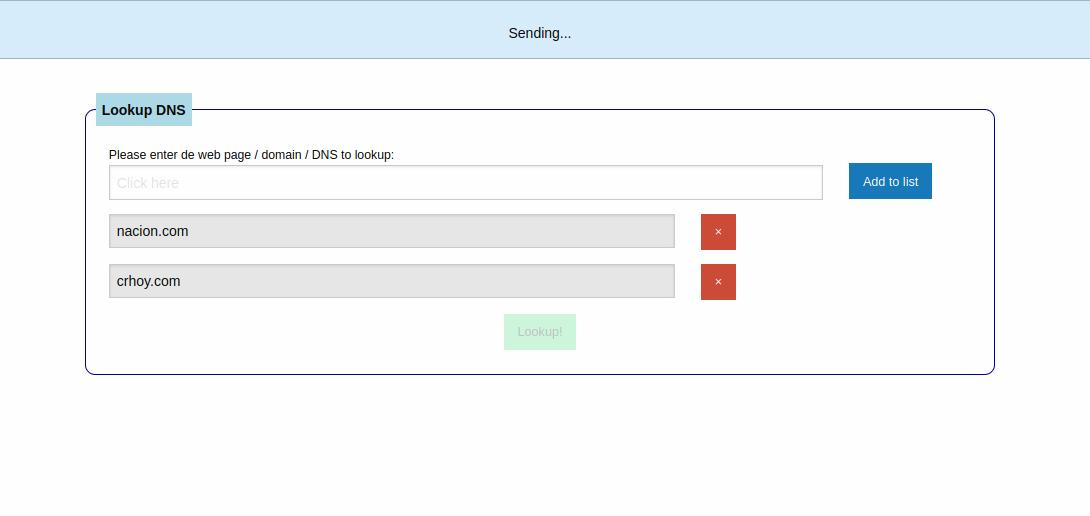 Sending...
Lookup DNS
Please enter de web page / domain / DNS to lookup:
Click here
Add to list
nacion.com
×
crhoy.com
×
Lookup!